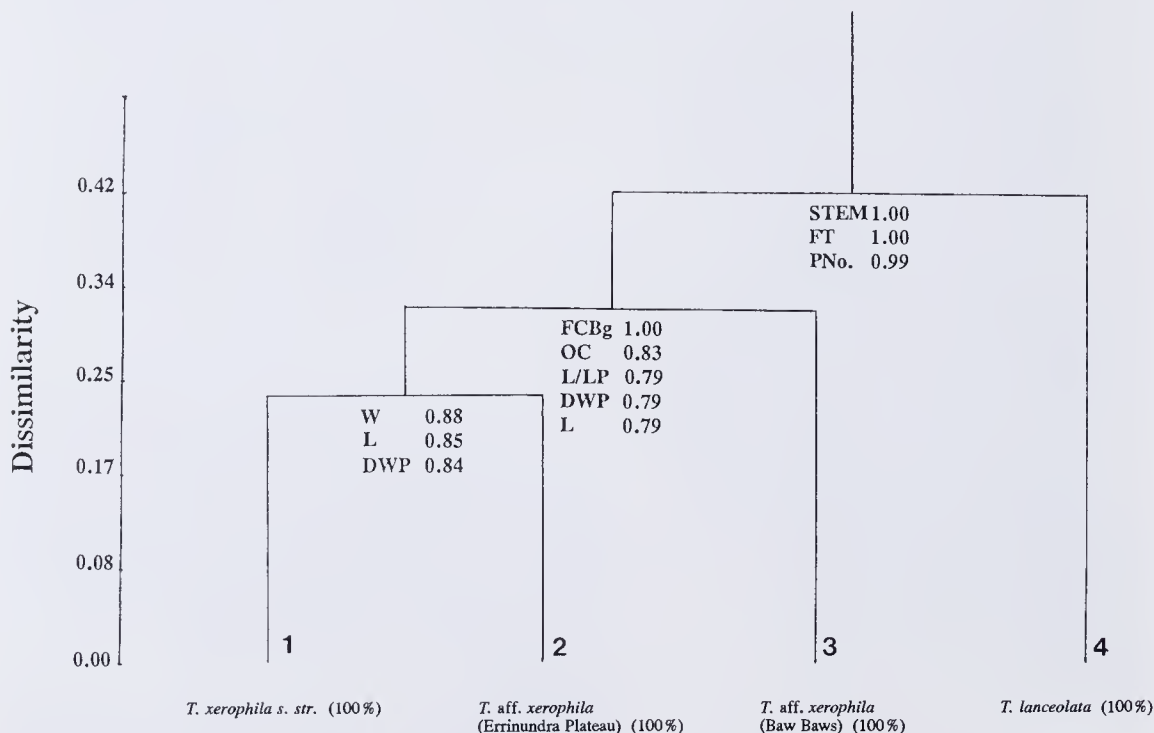 Dissimilarity
0.42
0.34
0.25
0.17
0.08
0.00
STEM 1.00
FT 1.00
PNo. 0.99
FCBg 1.00
OC 0.83
L/LP 0.79
DWP 0.79
L 0.79
W 0.88
L 0.85
DWP 0.84
1
2
3
4
T. xerophila s. str. (100%)
T. aff. xerophila
(Errinundra Plateau) (100%)
T. aff. xerophila
(Baw Baws) (100%)
T. lanceolata (100%)